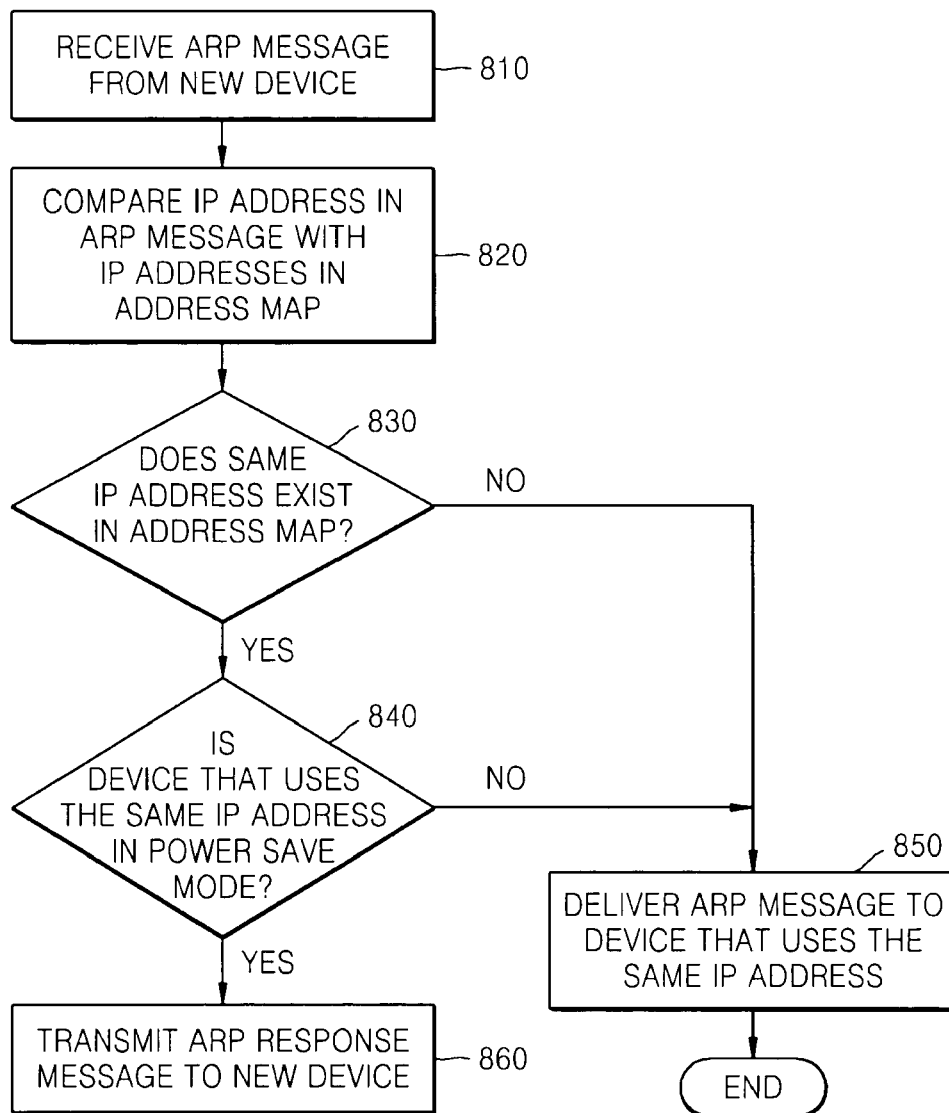 RECEIVE ARP MESSAGE
FROM NEW DEVICE
810
COMPARE IP ADDRESS IN
ARP MESSAGE WITH
IP ADDRESSES IN
ADDRESS MAP
820
830
DOES SAME
IP ADDRESS EXIST
IN ADDRESS MAP?
NO
YES
840
IS
DEVICE THAT USES
THE SAME IP ADDRESS
IN POWER SAVE
MODE?
NO
YES
850
DELIVER ARP MESSAGE TO
DEVICE THAT USES THE
SAME IP ADDRESS
TRANSMIT ARP RESPONSE
MESSAGE TO NEW DEVICE
860
END